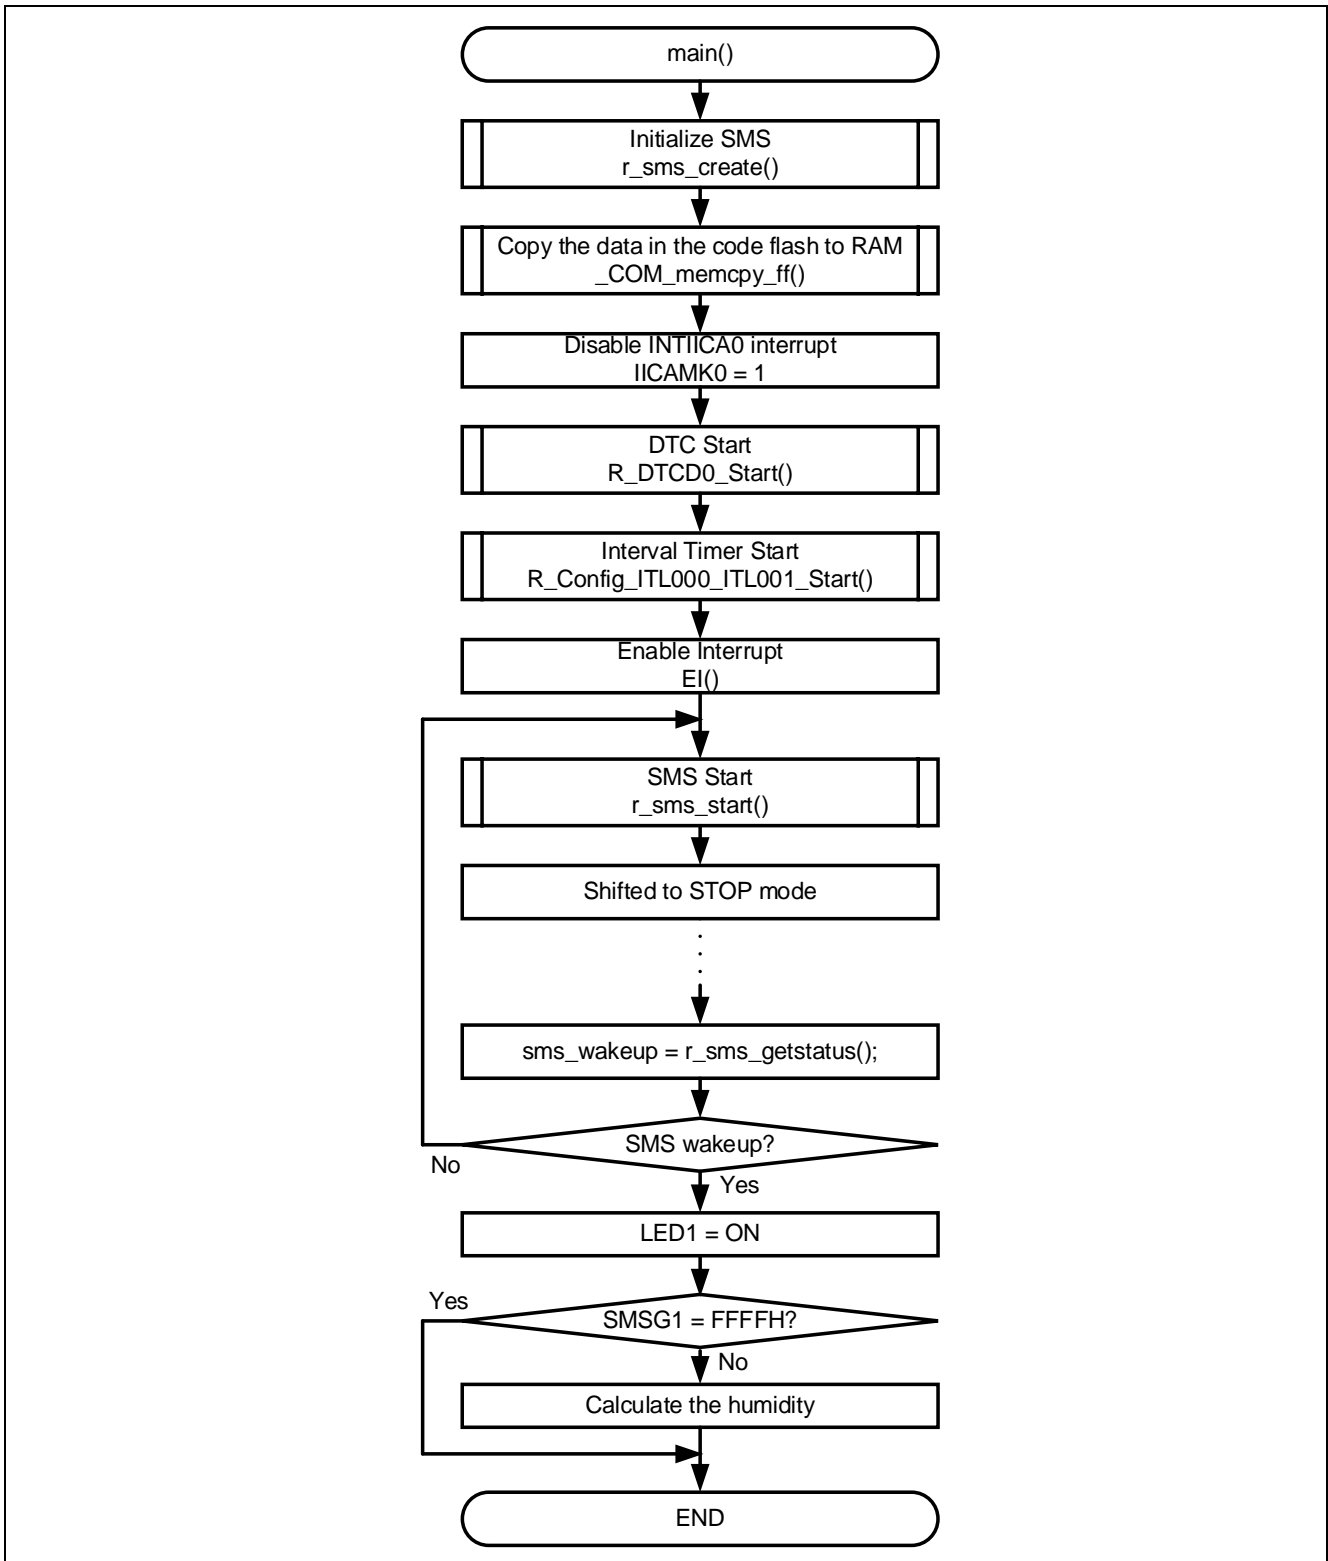 main()
Initialize SMS
r_sms_create()
Copy the data in the code flash to RAM
_COM_memcpy_ff()
Disable INTIICA0 interrupt
IICAMK0 = 1
DTC Start
R_DTCD0_Start()
Interval Timer Start
R_Config_ITL000_ITL001_Start()
Enable Interrupt
EI()
SMS Start
r_sms_start()
Shifted to STOP mode
sms_wakeup = r_sms_getstatus();
SMS wakeup?
No
Yes
LED1 = ON
Yes
SMSG1 = FFFFH?
No
Calculate the humidity
END